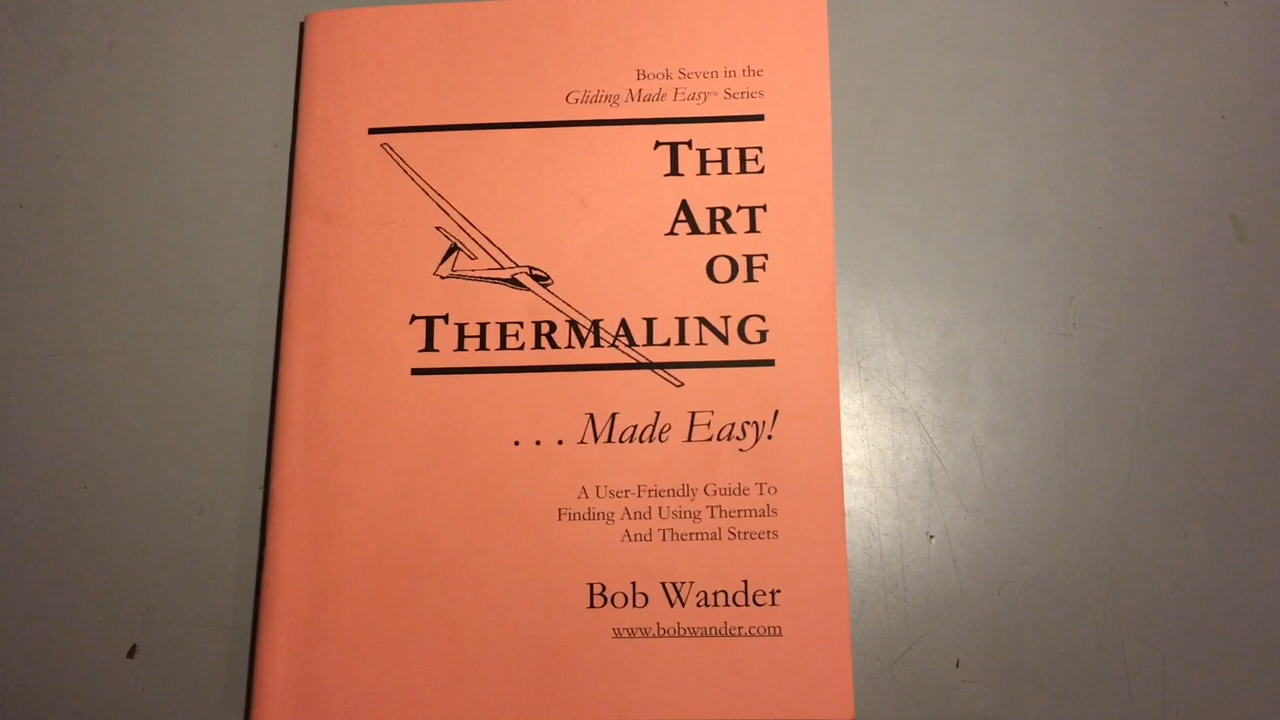 Book Seven in the
Gliding Made Easy™ Series
THE
ART
OF
THERMALING
. . . Made Easy!
A User-Friendly Guide To
Finding And Using Thermals
And Thermal Streets
Bob Wander
www.bobwander.com